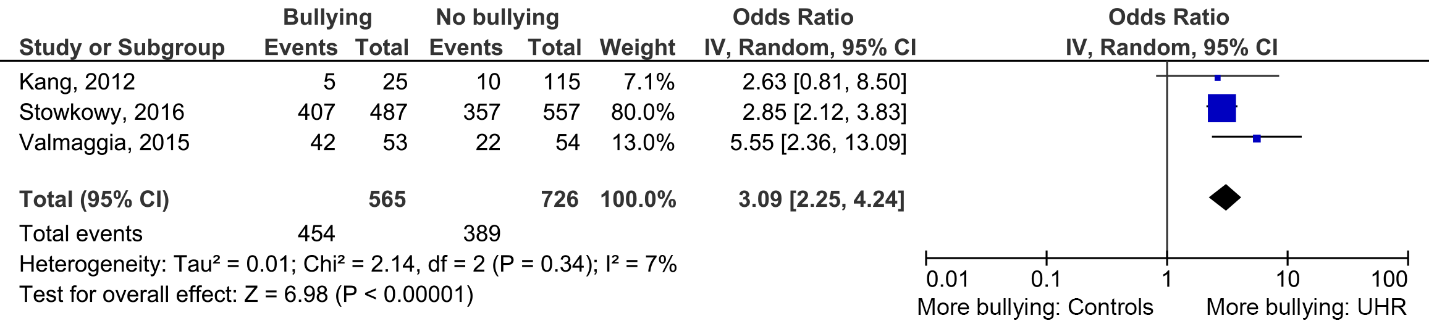 Bullying No bullying Odds Ratio Odds Ratio
Study or Subgroup Events Total Events Total Weight IV, Random, 95% CI IV, Random, 95% CI
Kang, 2012 5 25 10 115 7.1% 2.63 [0.81, 8.50]
Stowkowy, 2016 407 487 357 557 80.0% 2.85 [2.12, 3.83]
Valmaggia, 2015 42 53 22 54 13.0% 5.55 [2.36, 13.09]
Total (95% CI) 565 726 100.0% 3.09 [2.25, 4.24]
Total events 454 389
Heterogeneity: Tau² = 0.01; Chi² = 2.14, df = 2 (P = 0.34); I² = 7%
Test for overall effect: Z = 6.98 (P < 0.00001)
0.01 0.1 1 10 100
More bullying: Controls More bullying: UHR